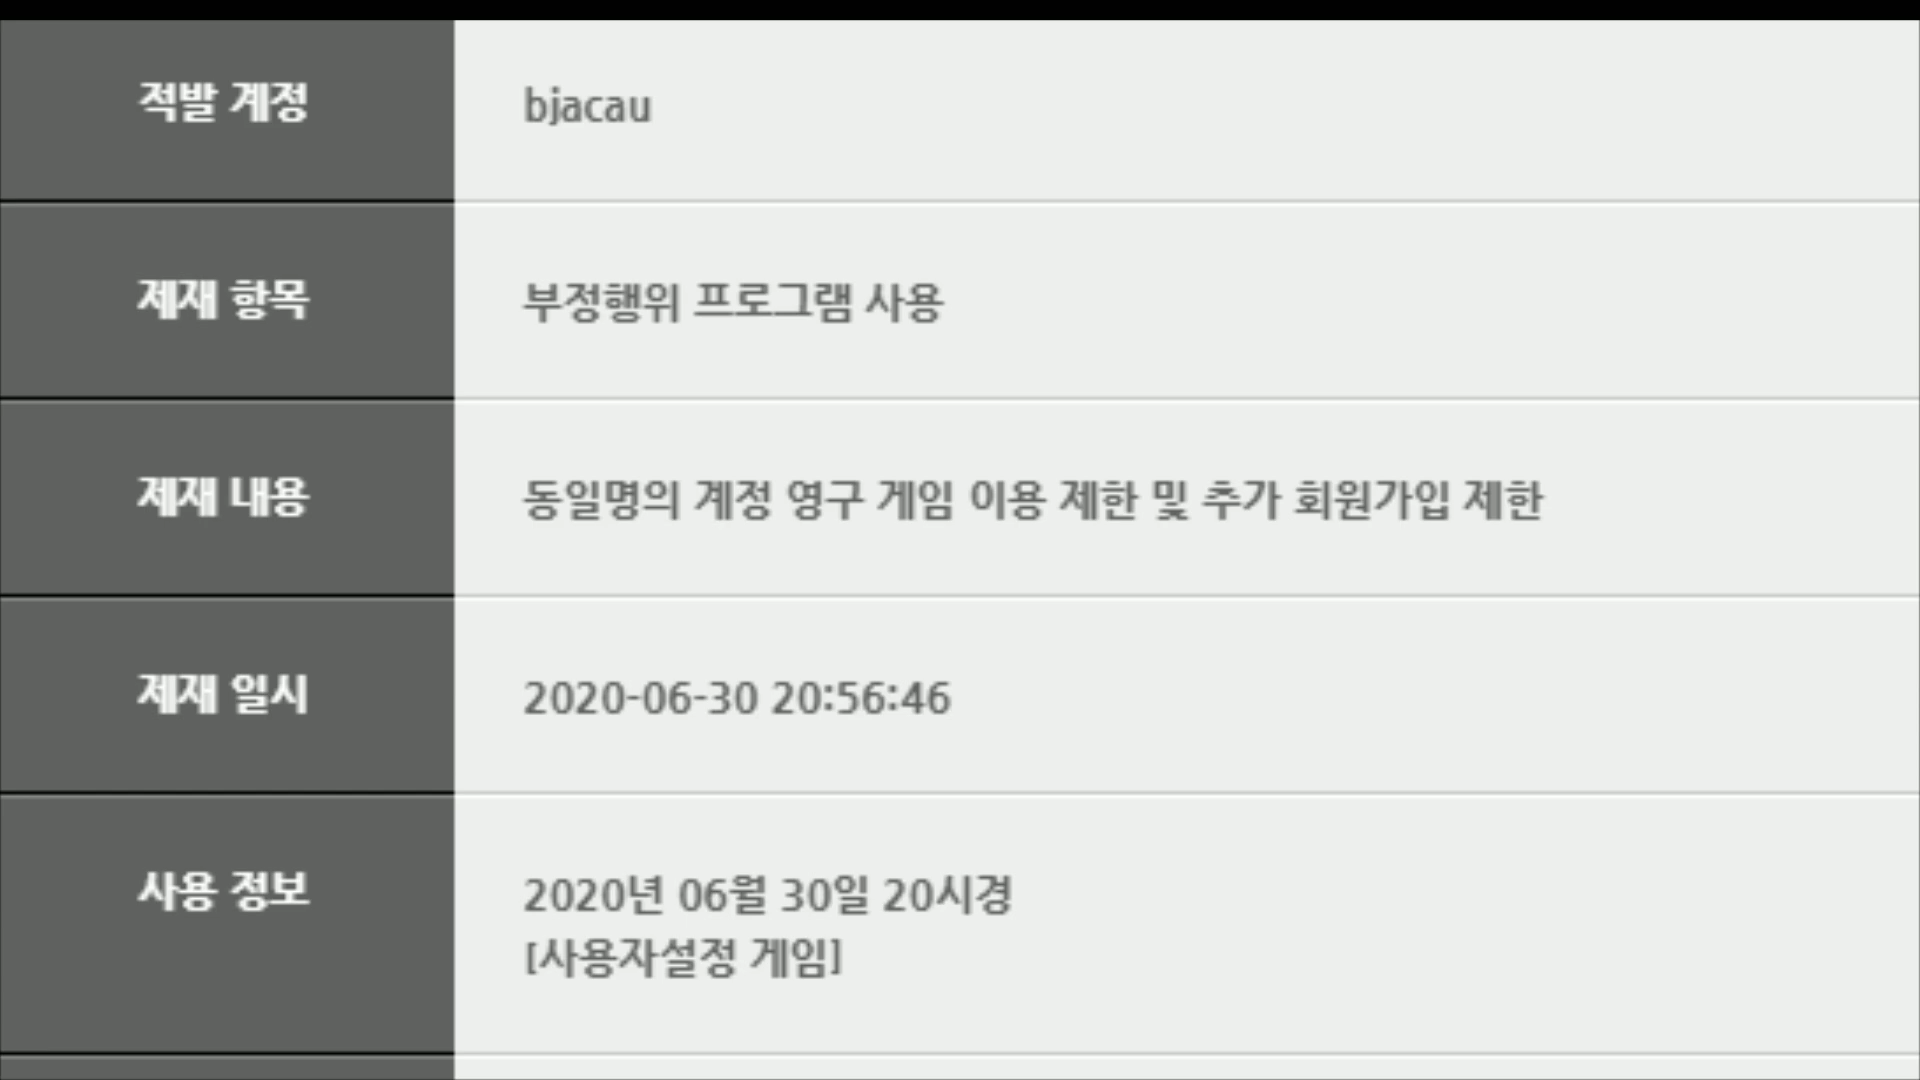 적발 계정
bjacau
제재 항목
부정행위 프로그램 사용
제재 내용
동일명의 계정 영구 게임 이용 제한 및 추가 회원가입 제한
제재 일시
2020-06-30 20:56:46
사용 정보
2020년 06월 30일 20시경
[사용자설정 게임]